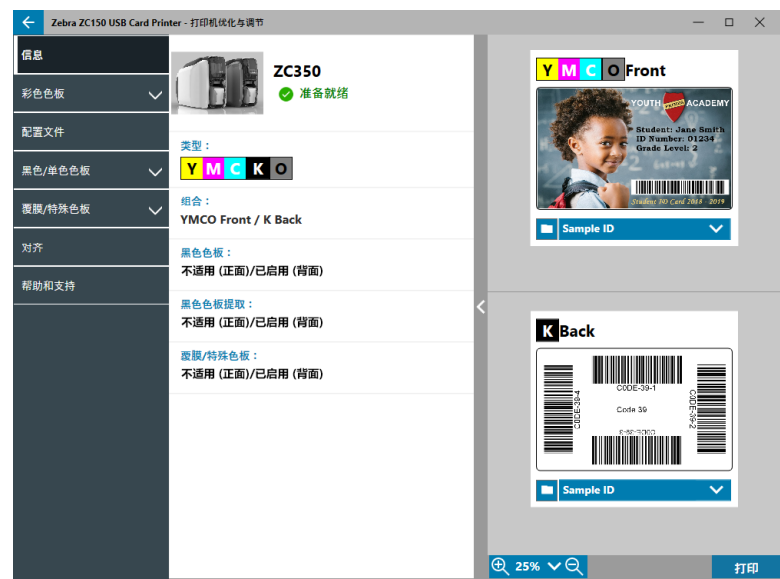 Zebra ZC150 USB Card Printer - 打印机优化与调节
信息
彩色色板
配置文件
黑色/单色色板
覆膜/特殊色板
对齐
帮助和支持
ZC350
准备就绪
类型：
Y M C K O
组合：
YMCO Front / K Back
黑色色板：
不适用 (正面)/已启用 (背面)
黑色色板提取：
不适用 (正面)/已启用 (背面)
覆膜/特殊色板：
不适用 (正面)/已启用 (背面)
Y M C O Front
YOUTH ACADEMY
Student: Jane Smith
ID Number: 01234
Grade Level: 2
Student ID Card 2018 - 2019
Sample ID
K Back
CODE-39-1
CODE-39-4
Code 39
CODE-39-2
CODE-39-3
Sample ID
25%
打印